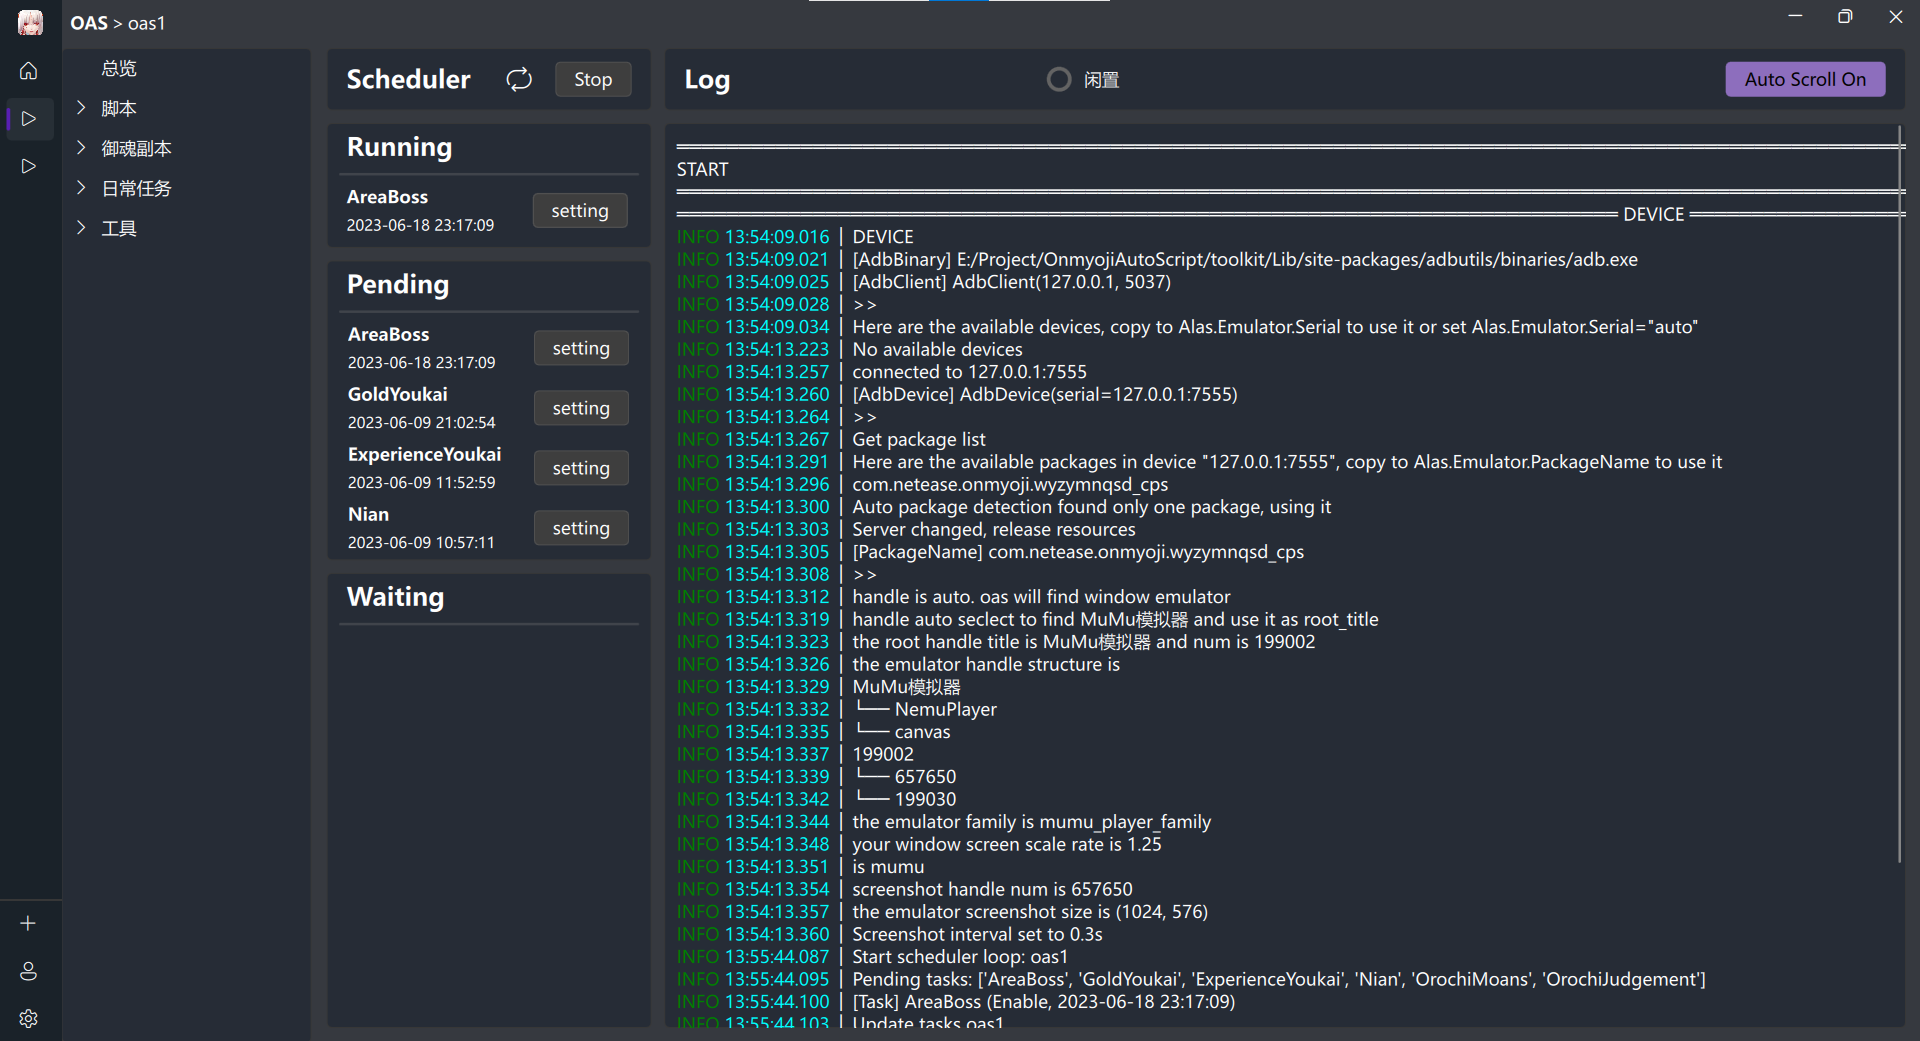 OAS > oas1
总览
脚本
御魂副本
日常任务
工具
Scheduler
Stop
Running
AreaBoss
2023-06-18 23:17:09
setting
Pending
AreaBoss
2023-06-18 23:17:09
setting
GoldYoukai
2023-06-09 21:02:54
setting
ExperienceYoukai
2023-06-09 11:52:59
setting
Nian
2023-06-09 10:57:11
setting
Waiting
Log
闲置
Auto Scroll On
START
DEVICE
INFO 13:54:09.016 | DEVICE
INFO 13:54:09.021 | [AdbBinary] E:/Project/OnmyojiAutoScript/toolkit/Lib/site-packages/adbutils/binaries/adb.exe
INFO 13:54:09.025 | [AdbClient] AdbClient(127.0.0.1, 5037)
INFO 13:54:09.028 | >>
INFO 13:54:09.034 | Here are the available devices, copy to Alas.Emulator.Serial to use it or set Alas.Emulator.Serial="auto"
INFO 13:54:13.223 | No available devices
INFO 13:54:13.257 | connected to 127.0.0.1:7555
INFO 13:54:13.260 | [AdbDevice] AdbDevice(serial=127.0.0.1:7555)
INFO 13:54:13.264 | >>
INFO 13:54:13.267 | Get package list
INFO 13:54:13.291 | Here are the available packages in device "127.0.0.1:7555", copy to Alas.Emulator.PackageName to use it
INFO 13:54:13.296 | com.netease.onmyoji.wyzymnqsd_cps
INFO 13:54:13.300 | Auto package detection found only one package, using it
INFO 13:54:13.303 | Server changed, release resources
INFO 13:54:13.305 | [PackageName] com.netease.onmyoji.wyzymnqsd_cps
INFO 13:54:13.308 | >>
INFO 13:54:13.312 | handle is auto. oas will find window emulator
INFO 13:54:13.319 | handle auto seclect to find MuMu模拟器 and use it as root_title
INFO 13:54:13.323 | the root handle title is MuMu模拟器 and num is 199002
INFO 13:54:13.326 | the emulator handle structure is
INFO 13:54:13.329 | MuMu模拟器
INFO 13:54:13.332 | └── NemuPlayer
INFO 13:54:13.335 | └── canvas
INFO 13:54:13.337 | 199002
INFO 13:54:13.339 | └── 657650
INFO 13:54:13.342 | └── 199030
INFO 13:54:13.344 | the emulator family is mumu_player_family
INFO 13:54:13.348 | your window screen scale rate is 1.25
INFO 13:54:13.351 | is mumu
INFO 13:54:13.354 | screenshot handle num is 657650
INFO 13:54:13.357 | the emulator screenshot size is (1024, 576)
INFO 13:54:13.360 | Screenshot interval set to 0.3s
INFO 13:55:44.087 | Start scheduler loop: oas1
INFO 13:55:44.095 | Pending tasks: ['AreaBoss', 'GoldYoukai', 'ExperienceYoukai', 'Nian', 'OrochiMoans', 'OrochiJudgement']
INFO 13:55:44.100 | [Task] AreaBoss (Enable, 2023-06-18 23:17:09)
INFO 13:55:44.103 | Update tasks oas1